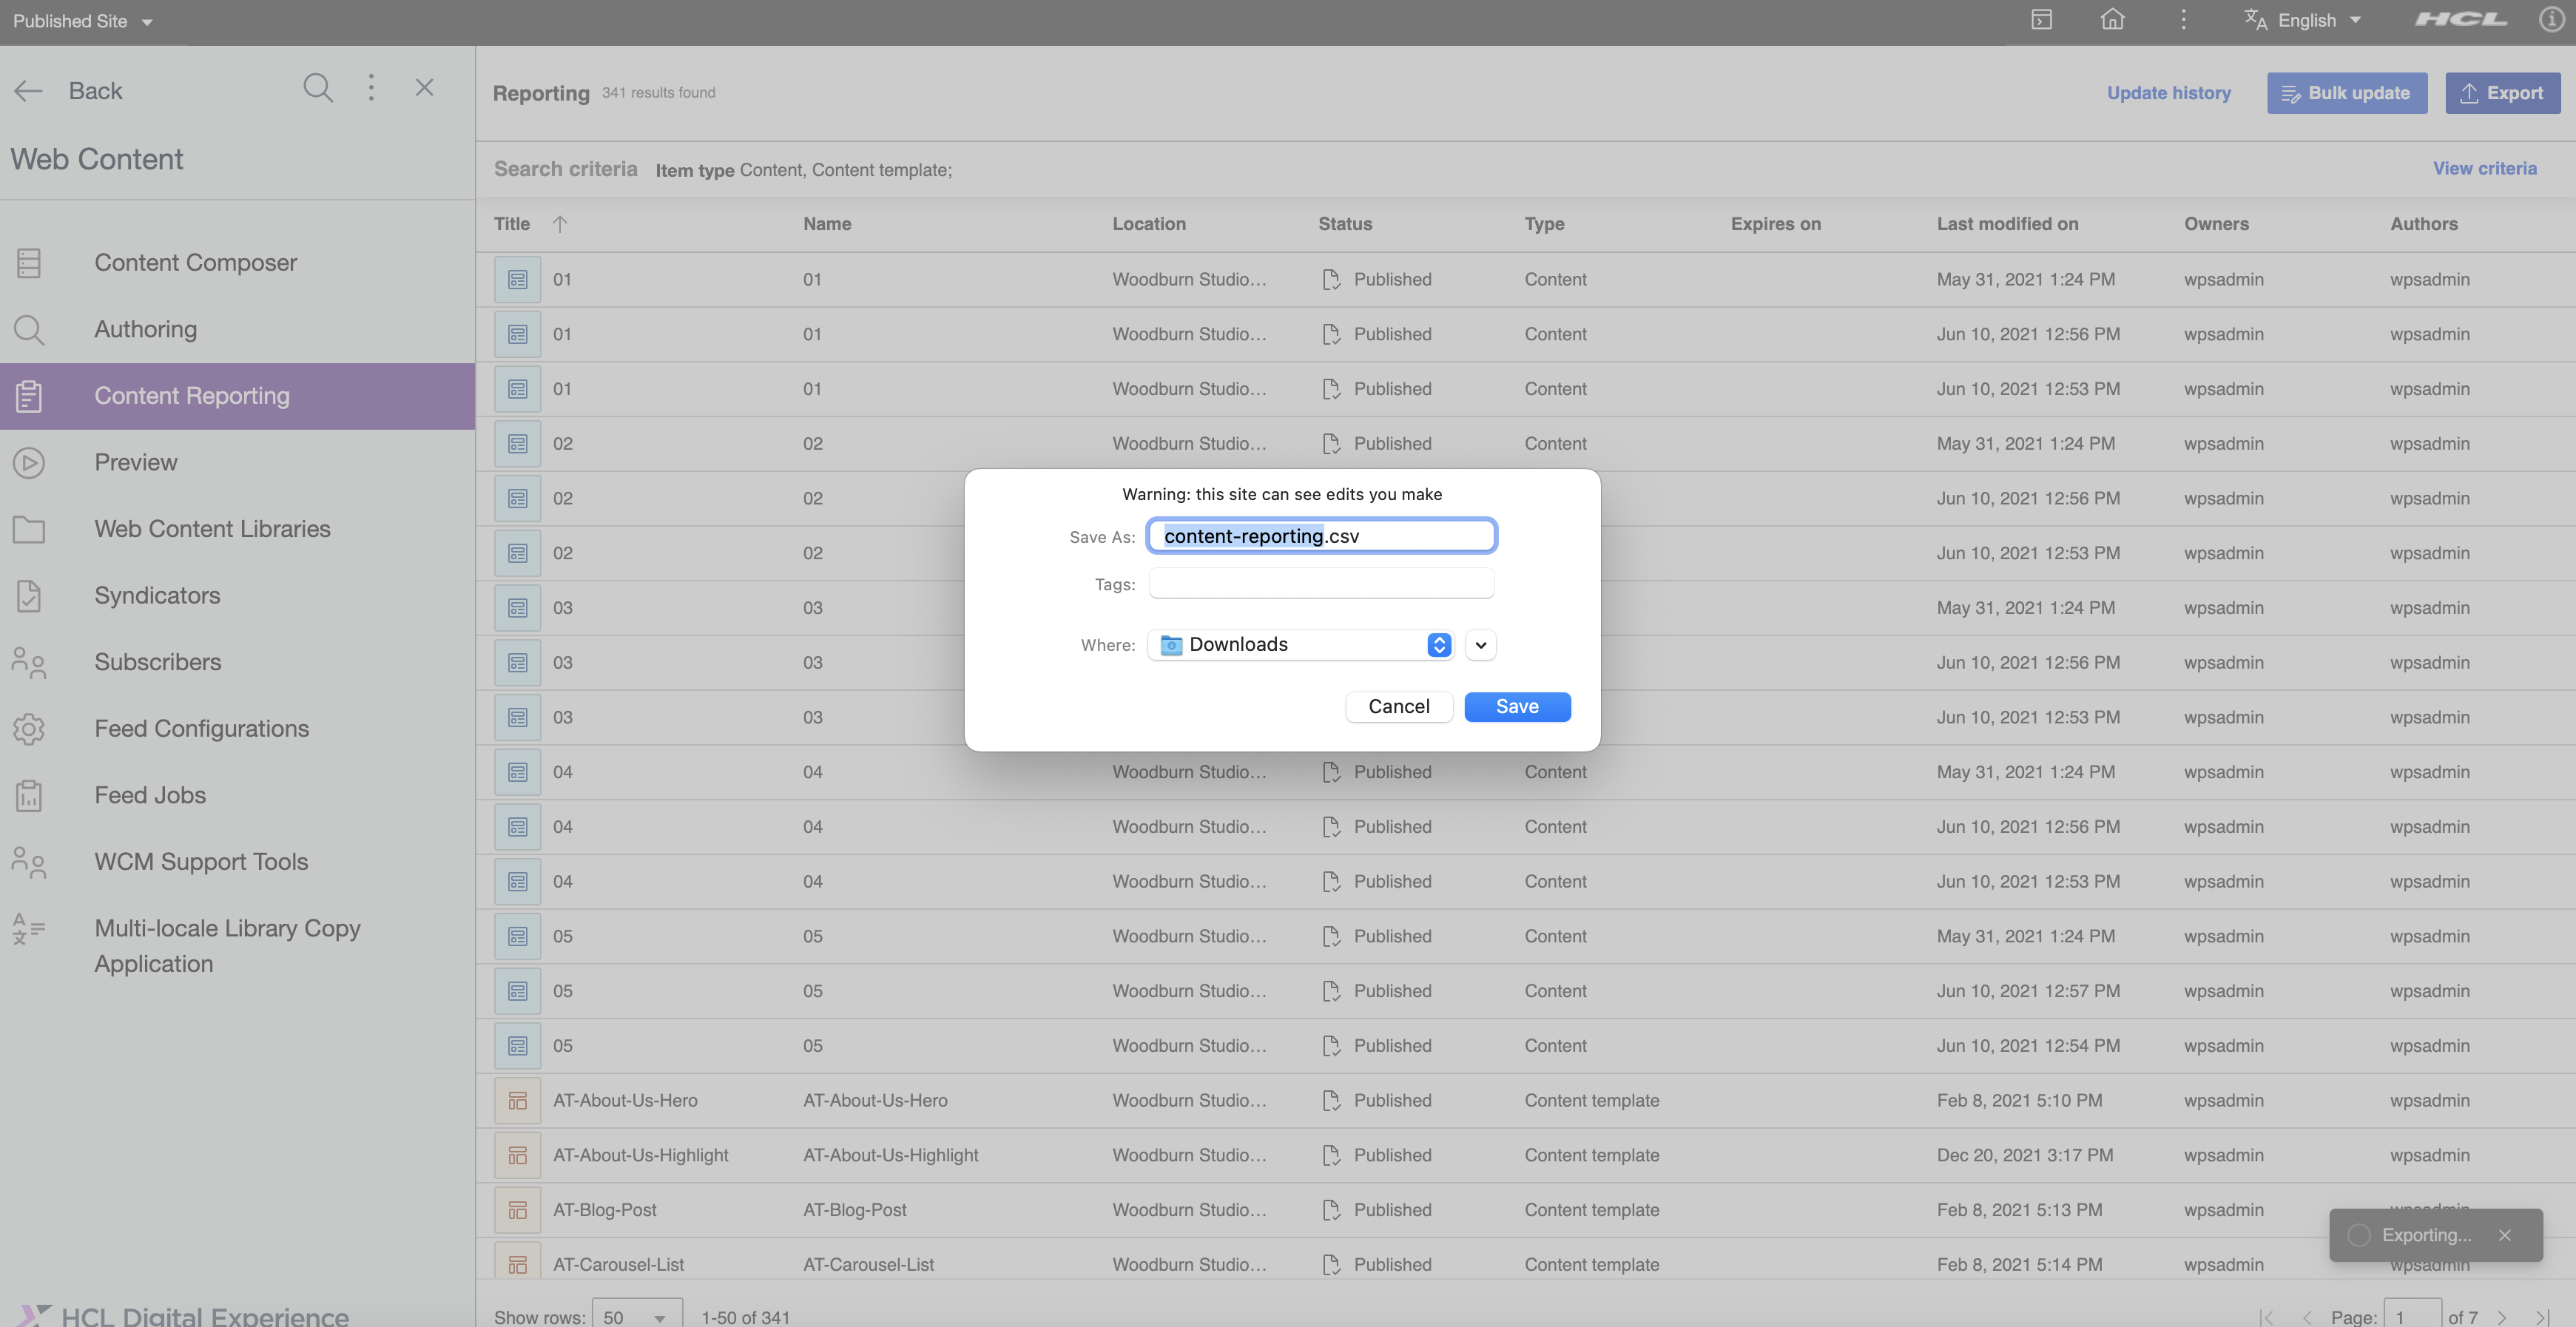 Published Site
English
HCL
Back
Web Content
Content Composer
Authoring
Content Reporting
Preview
Web Content Libraries
Syndicators
Subscribers
Feed Configurations
Feed Jobs
WCM Support Tools
Multi-locale Library Copy
Application
HCL Digital Experience
Reporting 341 results found Update history Bulk update Export
Search criteria Item type Content, Content template; View criteria
Title Name Location Status Type Expires on Last modified on Owners Authors
01 01 Woodburn Studio… Published Content May 31, 2021 1:24 PM wpsadmin wpsadmin
01 01 Woodburn Studio… Published Content Jun 10, 2021 12:56 PM wpsadmin wpsadmin
01 01 Woodburn Studio… Published Content Jun 10, 2021 12:53 PM wpsadmin wpsadmin
02 02 Woodburn Studio… Published Content May 31, 2021 1:24 PM wpsadmin wpsadmin
02 02 Jun 10, 2021 12:56 PM wpsadmin wpsadmin
02 02 Jun 10, 2021 12:53 PM wpsadmin wpsadmin
03 03 May 31, 2021 1:24 PM wpsadmin wpsadmin
03 03 Jun 10, 2021 12:56 PM wpsadmin wpsadmin
03 03 Jun 10, 2021 12:53 PM wpsadmin wpsadmin
04 04 Woodburn Studio… Published Content May 31, 2021 1:24 PM wpsadmin wpsadmin
04 04 Woodburn Studio… Published Content Jun 10, 2021 12:56 PM wpsadmin wpsadmin
04 04 Woodburn Studio… Published Content Jun 10, 2021 12:53 PM wpsadmin wpsadmin
05 05 Woodburn Studio… Published Content May 31, 2021 1:24 PM wpsadmin wpsadmin
05 05 Woodburn Studio… Published Content Jun 10, 2021 12:57 PM wpsadmin wpsadmin
05 05 Woodburn Studio… Published Content Jun 10, 2021 12:54 PM wpsadmin wpsadmin
AT-About-Us-Hero AT-About-Us-Hero Woodburn Studio… Published Content template Feb 8, 2021 5:10 PM wpsadmin wpsadmin
AT-About-Us-Highlight AT-About-Us-Highlight Woodburn Studio… Published Content template Dec 20, 2021 3:17 PM wpsadmin wpsadmin
AT-Blog-Post AT-Blog-Post Woodburn Studio… Published Content template Feb 8, 2021 5:13 PM wpsadmin wpsadmin
AT-Carousel-List AT-Carousel-List Woodburn Studio… Published Content template Feb 8, 2021 5:14 PM wpsadmin wpsadmin
Show rows: 50 1-50 of 341 Page: 1 of 7
Warning: this site can see edits you make
Save As: content-reporting.csv
Tags:
Where: Downloads
Cancel Save
Exporting...